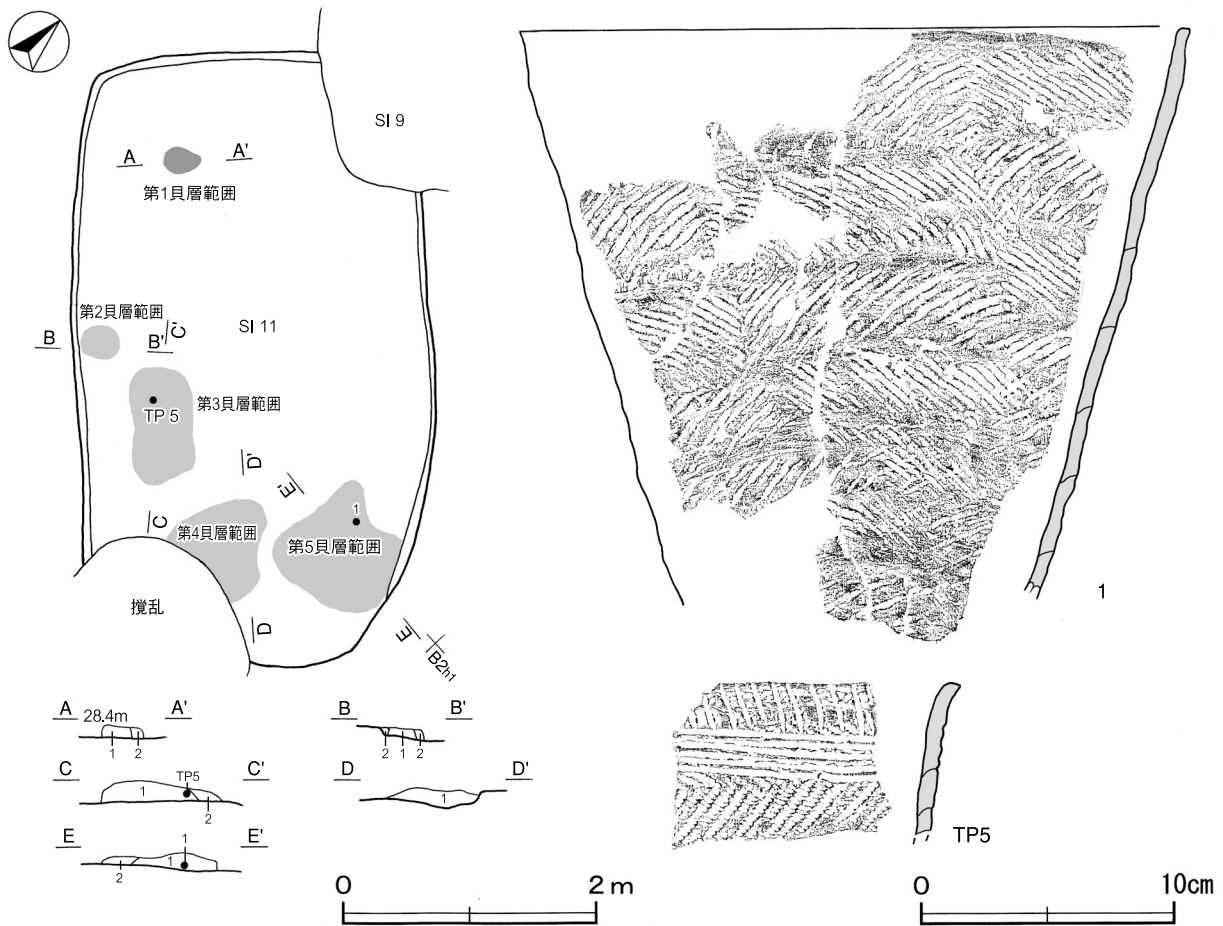 SI 9
A A'
第1貝層範囲
第2貝層範囲
SI 11
B B' C'
TP 5
第3貝層範囲
D'
E'
1
C
第4貝層範囲
第5貝層範囲
撹乱
D
E
B2h1
1
A 28.4m A'
1 2
B B'
2 1 2
C TP5 C'
1
2
D D'
1
E 1 E'
1
2
TP5
0 2 m
0 10cm